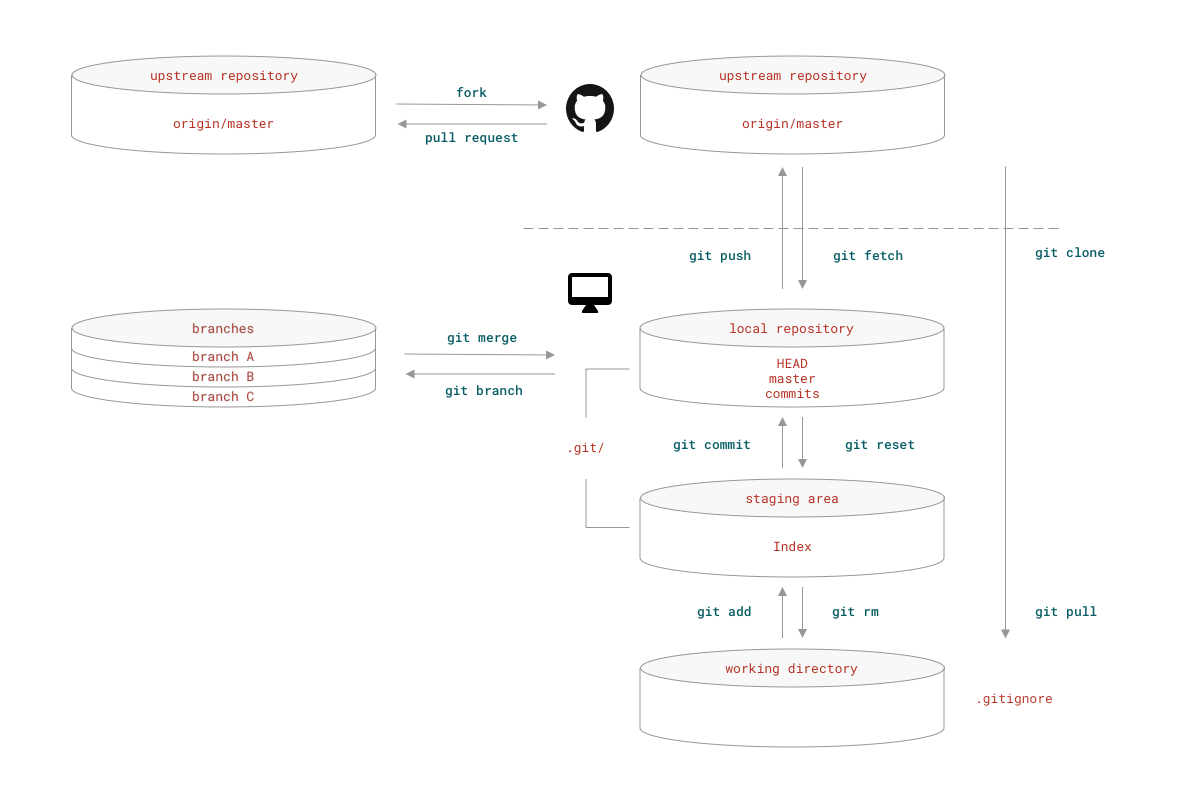 upstream repository
origin/master
fork
pull request
upstream repository
origin/master
git push
git fetch
git clone
branches
branch A
branch B
branch C
git merge
git branch
local repository
HEAD
master
commits
.git/
git commit
git reset
staging area
Index
git add
git rm
git pull
working directory
.gitignore